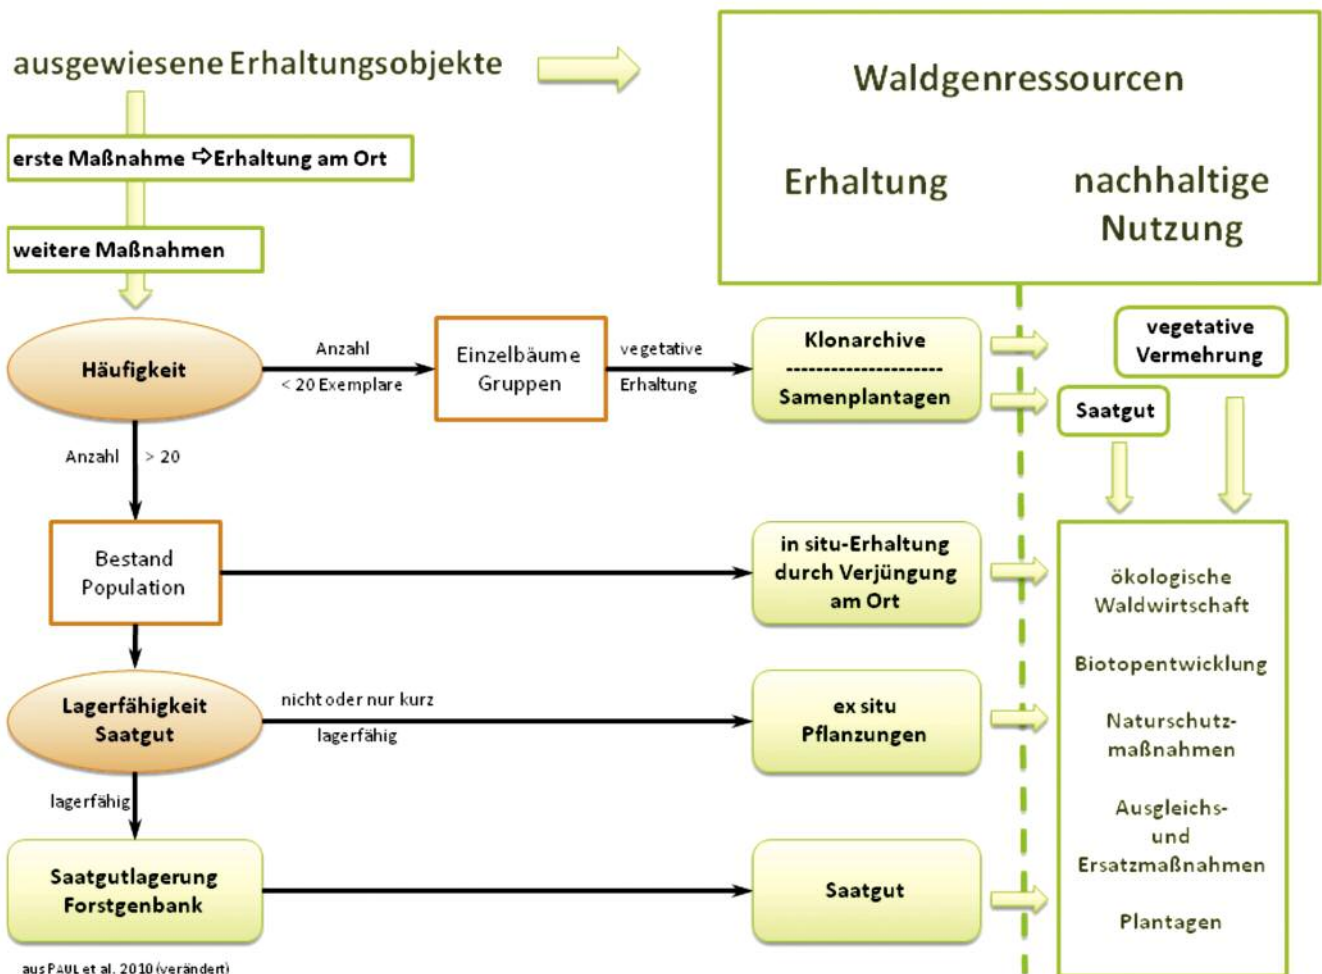 ausgewiesene Erhaltungsobjekte
Waldgenressourcen
Erhaltung
nachhaltige
Nutzung
erste Maßnahme ⇨Erhaltung am Ort
weitere Maßnahmen
Häufigkeit
Anzahl
< 20 Exemplare
Einzelbäume
Gruppen
vegetative
Erhaltung
Klonarchive
----------------------
Samenplantagen
vegetative
Vermehrung
Saatgut
Anzahl > 20
Bestand
Population
in situ-Erhaltung
durch Verjüngung
am Ort
Lagerfähigkeit
Saatgut
nicht oder nur kurz
lagerfähig
ex situ
Pflanzungen
lagerfähig
Saatgutlagerung
Forstgenbank
Saatgut
ökologische
Waldwirtschaft
Biotopentwicklung
Naturschutz-
maßnahmen
Ausgleichs-
und
Ersatzmaßnahmen
Plantagen
aus PAUL et al. 2010 (verändert)